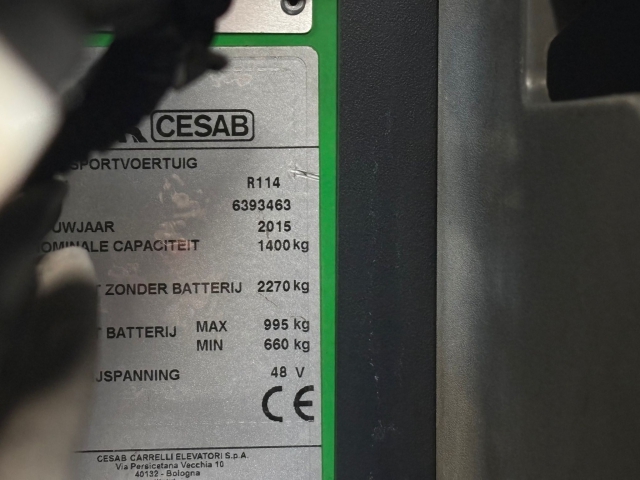 CESAB
SPORTVOERTUIG
R114
6393463
UWJAAR 2015
OMINALE CAPACITEIT 1400 kg
T ZONDER BATTERIJ 2270 kg
T BATTERIJ MAX 995 kg
MIN 660 kg
JSPANNING 48 V
CE
CESAB CARRELLI ELEVATORI S.p.A.
Via Persicetana Vecchia 10
40132 - Bologna